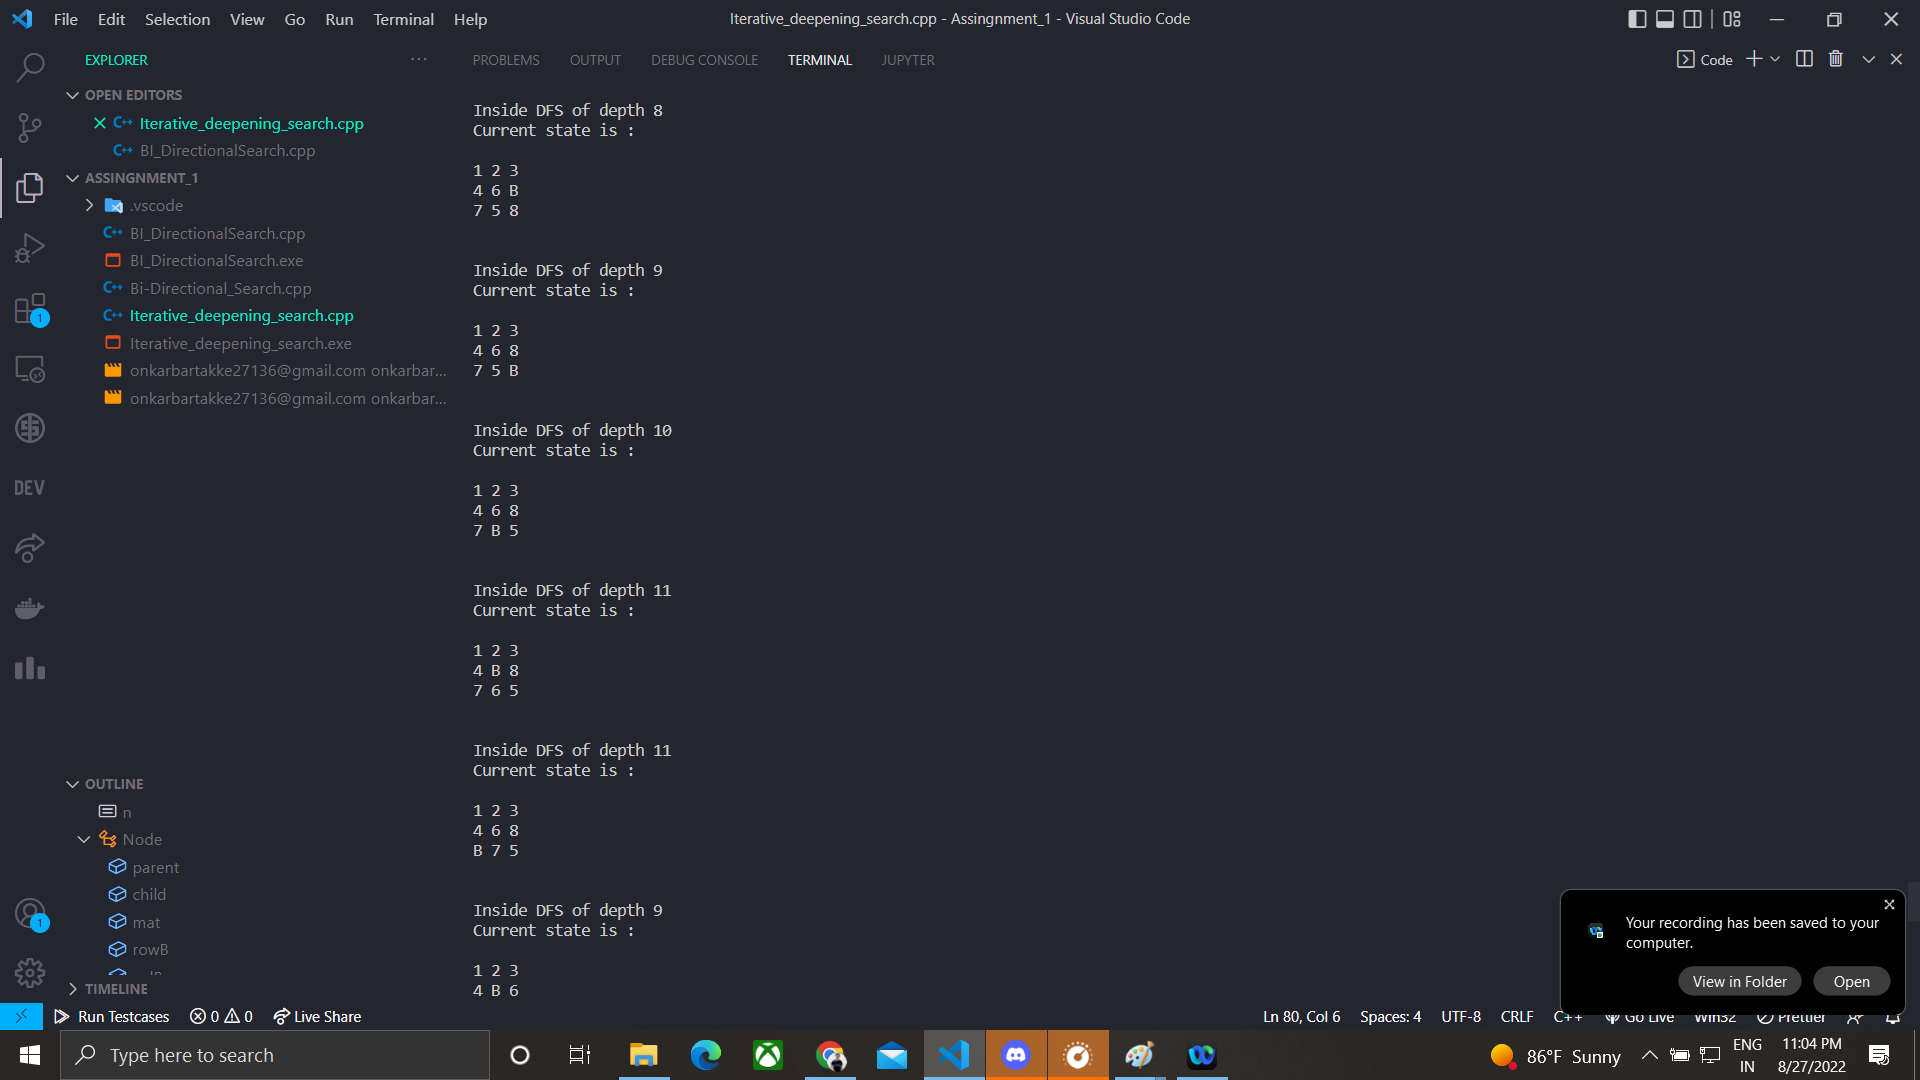 File Edit Selection View Go Run Terminal Help
Iterative_deepening_search.cpp - Assingnment_1 - Visual Studio Code
EXPLORER
OPEN EDITORS
Iterative_deepening_search.cpp
BI_DirectionalSearch.cpp
ASSINGNMENT_1
.vscode
BI_DirectionalSearch.cpp
BI_DirectionalSearch.exe
Bi-Directional_Search.cpp
Iterative_deepening_search.cpp
Iterative_deepening_search.exe
onkarbartakke27136@gmail.com onkarbar...
onkarbartakke27136@gmail.com onkarbar...
DEV
1
1
OUTLINE
n
Node
parent
child
mat
rowB
TIMELINE
PROBLEMS OUTPUT DEBUG CONSOLE TERMINAL JUPYTER
Code
Inside DFS of depth 8
Current state is :
1 2 3
4 6 B
7 5 8
Inside DFS of depth 9
Current state is :
1 2 3
4 6 8
7 5 B
Inside DFS of depth 10
Current state is :
1 2 3
4 6 8
7 B 5
Inside DFS of depth 11
Current state is :
1 2 3
4 B 8
7 6 5
Inside DFS of depth 11
Current state is :
1 2 3
4 6 8
B 7 5
Inside DFS of depth 9
Current state is :
1 2 3
4 B 6
Your recording has been saved to your
computer.
View in Folder Open
Run Testcases 0 0 Live Share
Ln 80, Col 6 Spaces: 4 UTF-8 CRLF C++ Go Live Win32 Prettier
Type here to search
86°F Sunny
ENG
IN
11:04 PM
8/27/2022